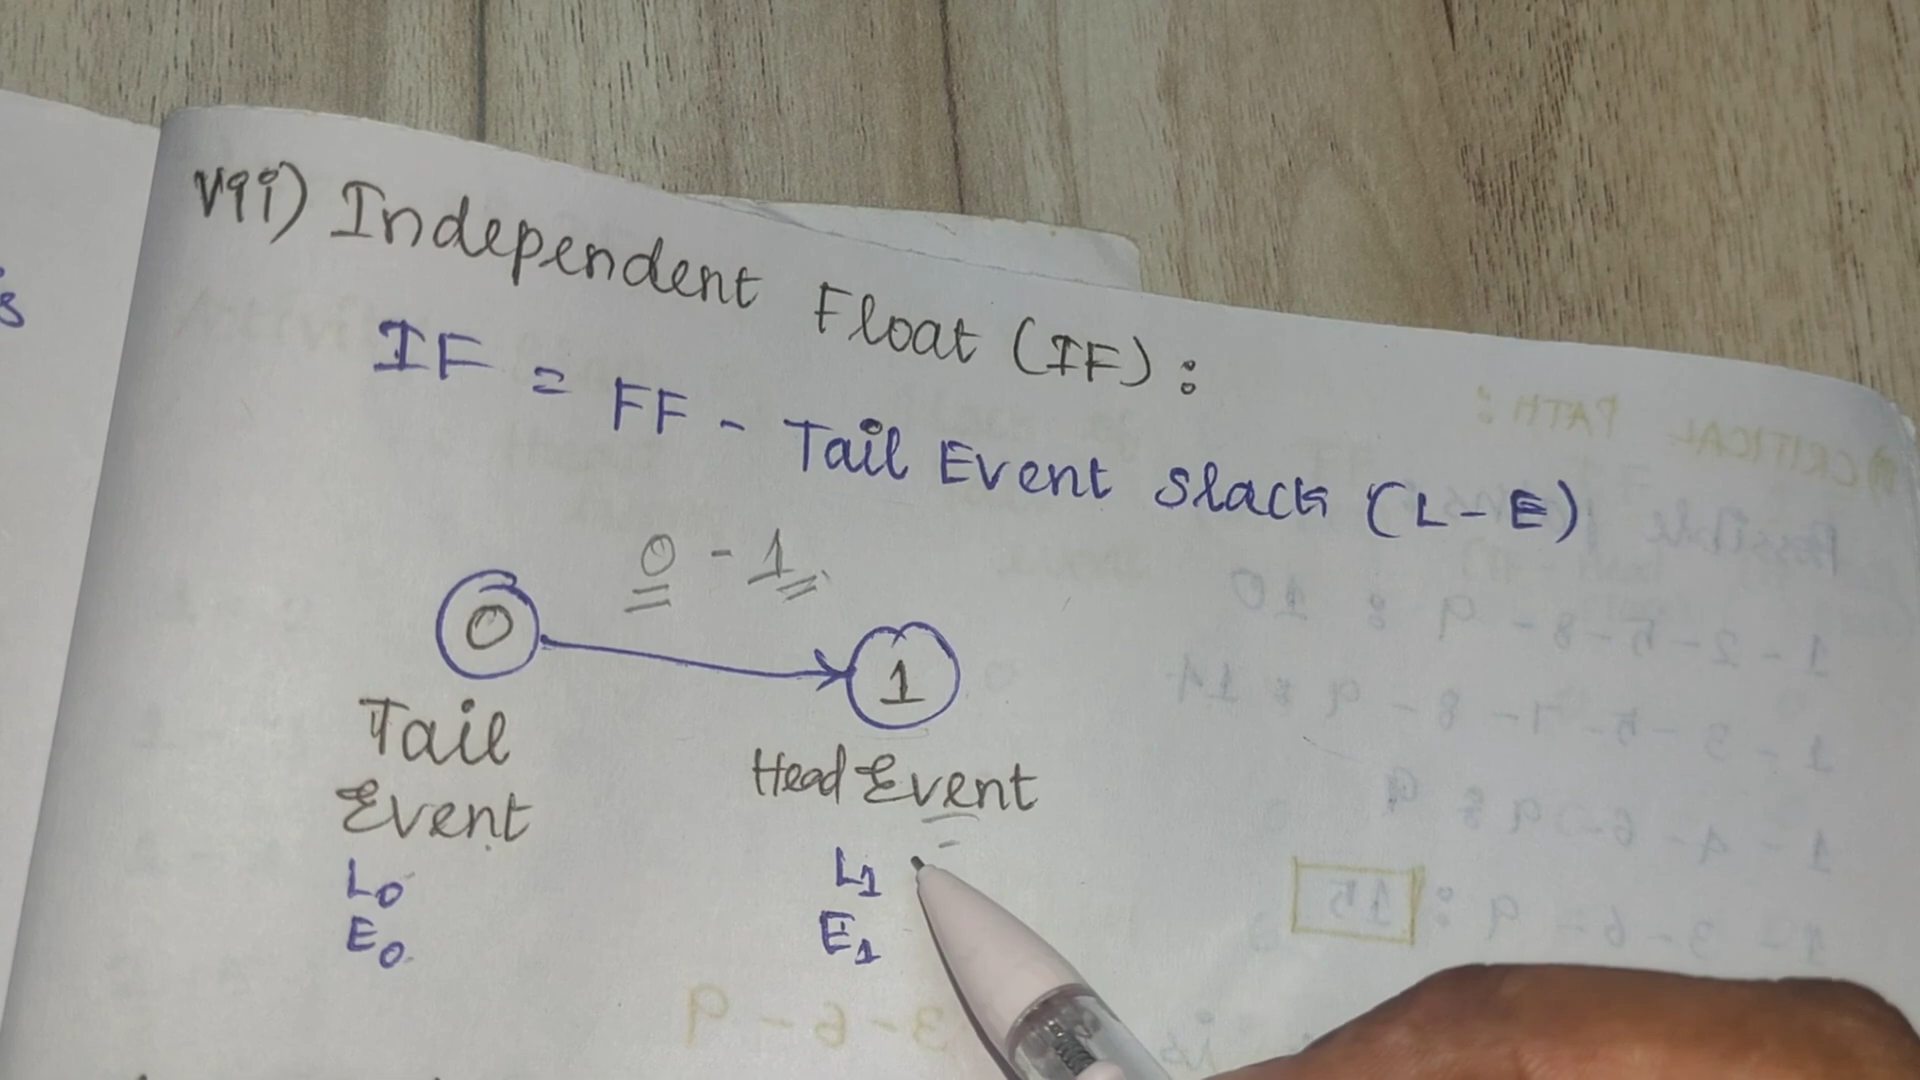 vii) Independent Float (IF) :
IF = FF - Tail Event Slack (L - E)
0 - 1
0
1
Tail
Event
Head Event
L0
E0
L1
E1